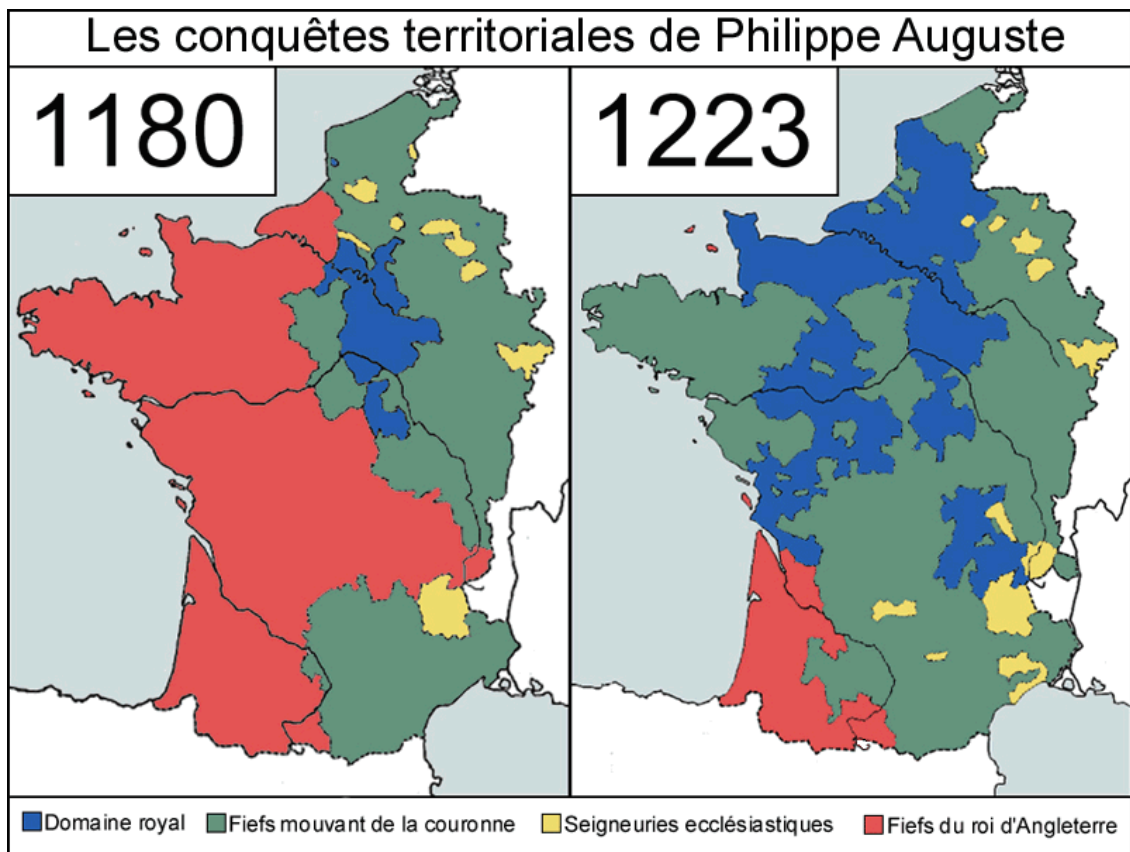 Les conquêtes territoriales de Philippe Auguste
1180
1223
Domaine royal
Fiefs mouvant de la couronne
Seigneuries ecclésiastiques
Fiefs du roi d'Angleterre